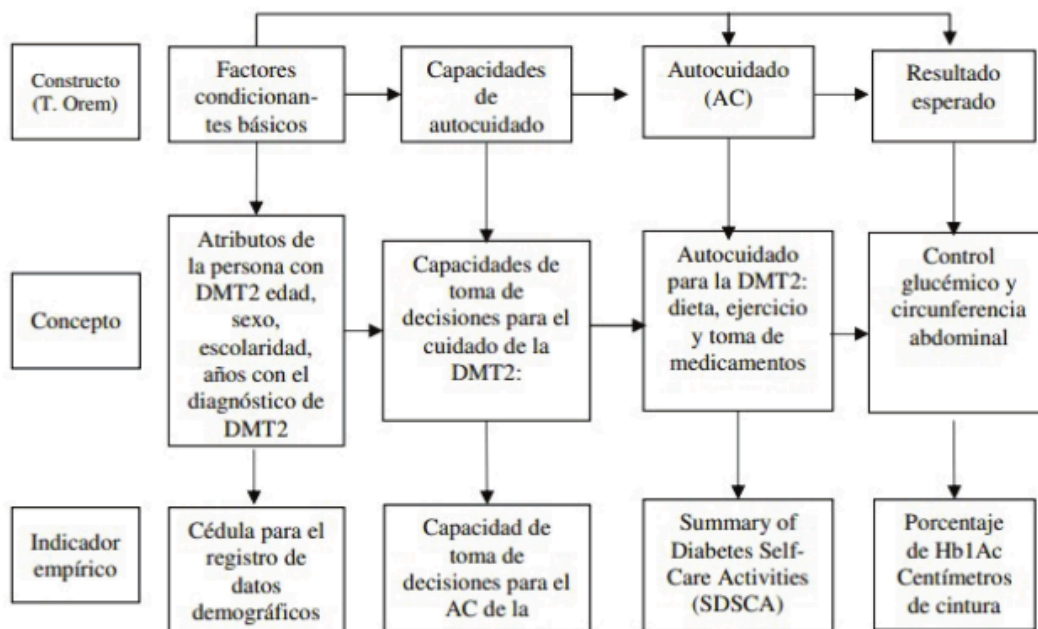 Constructo
(T. Orem)
Factores
condicionan-
tes básicos
Capacidades
de
autocuidado
Autocuidado
(AC)
Resultado
esperado
Concepto
Atributos de
la persona con
DMT2 edad,
sexo,
escolaridad,
años con el
diagnóstico de
DMT2
Capacidades de
toma de
decisiones para el
cuidado de la
DMT2:
Autocuidado
para la DMT2:
dieta, ejercicio
y toma de
medicamentos
Control
glucémico y
circunferencia
abdominal
Indicador
empírico
Cédula para el
registro de
datos
demográficos
Capacidad de
toma de
decisiones para el
AC de la
Summary of
Diabetes Self-
Care Activities
(SDSCA)
Porcentaje
de Hb1Ac
Centímetros
de cintura